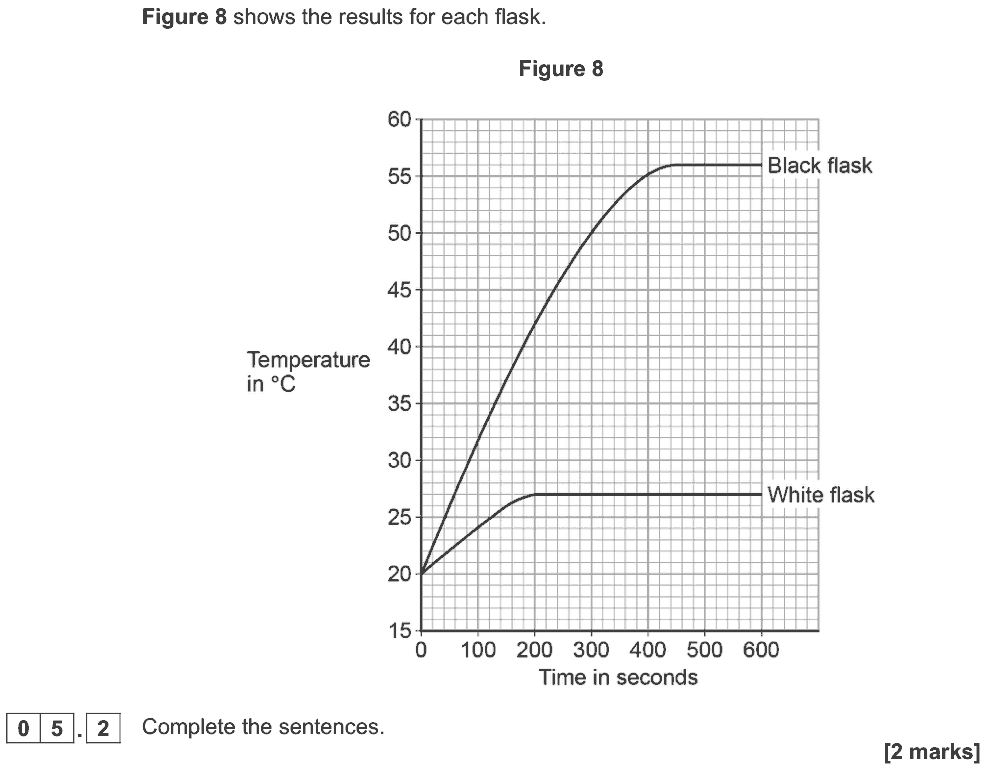 Figure 8 shows the results for each flask.
Figure 8
60
55
50
45
40
35
30
25
20
15
Temperature
in °C
Black flask
White flask
0 100 200 300 400 500 600
Time in seconds
0 5 . 2 Complete the sentences.
[2 marks]